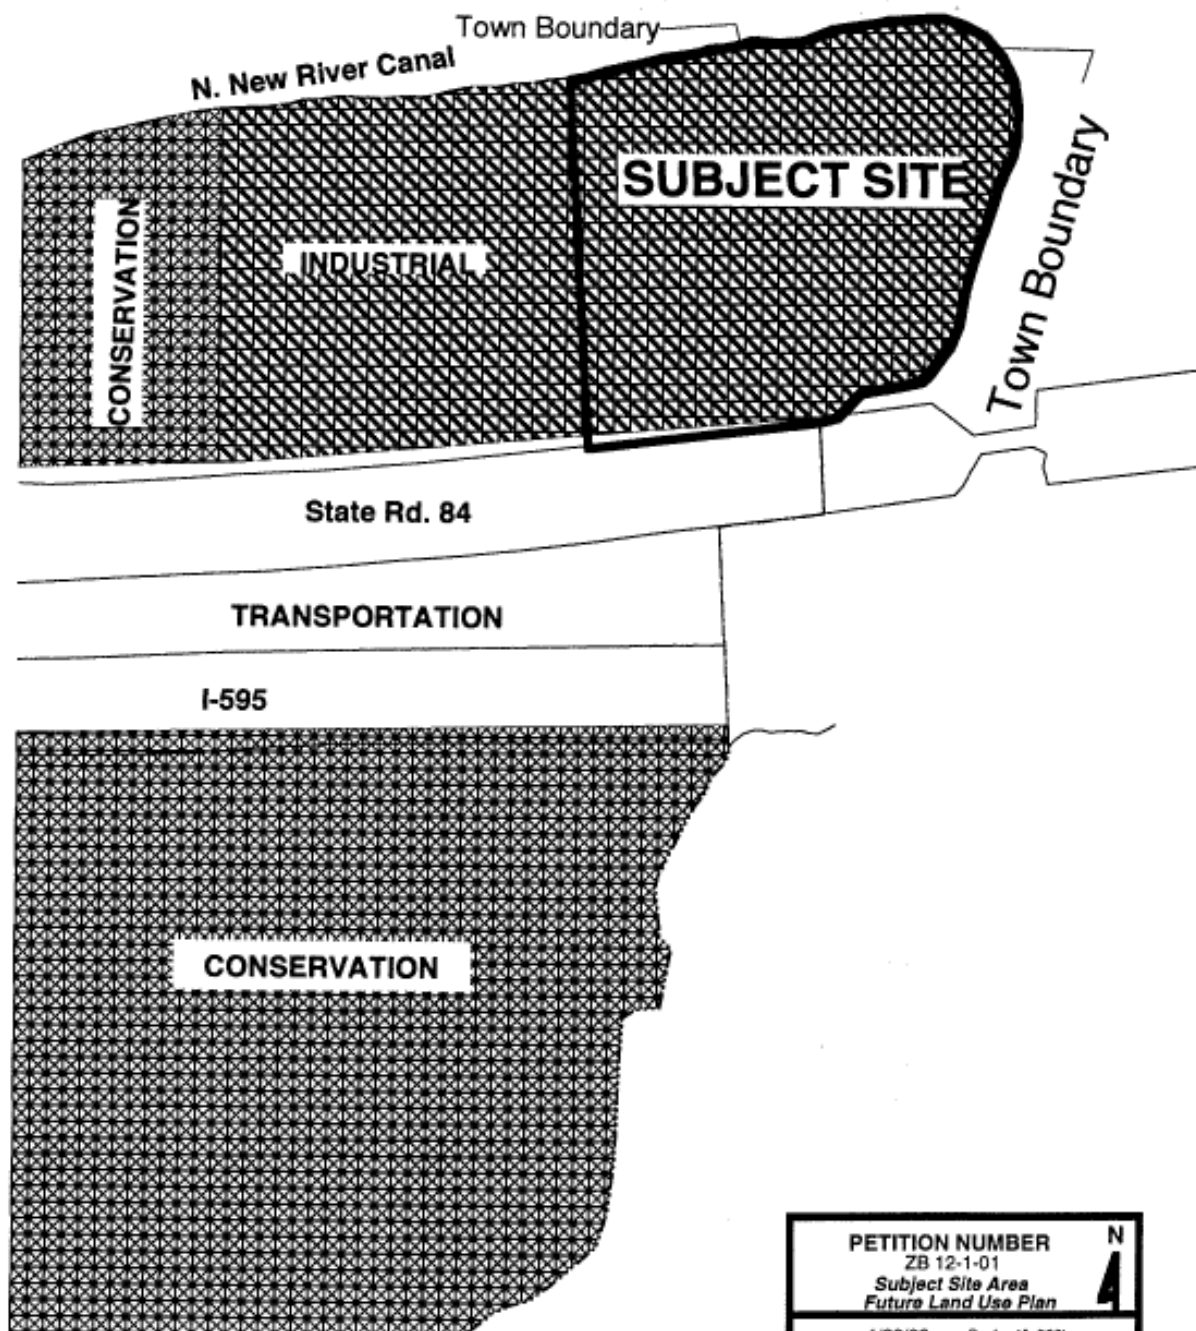 Town Boundary
N. New River Canal
SUBJECT SITE
Town Boundary
CONSERVATION
INDUSTRIAL
State Rd. 84
TRANSPORTATION
I-595
CONSERVATION
N
PETITION NUMBER
ZB 12-1-01
Subject Site Area
Future Land Use Plan